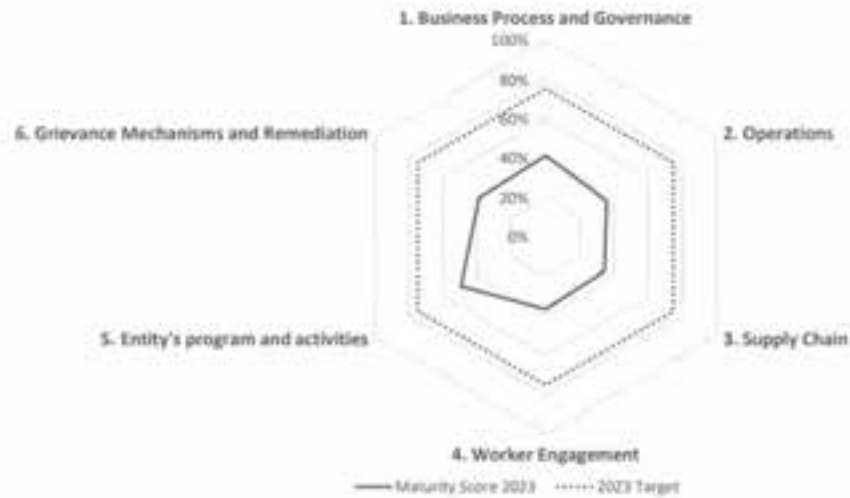 1. Business Process and Governance
100%
80%
60%
6. Grievance Mechanisms and Remediation
2. Operations
40%
20%
0%
5. Entity's program and activities
3. Supply Chain
4. Worker Engagement
Maturity Score 2023
2023 Target